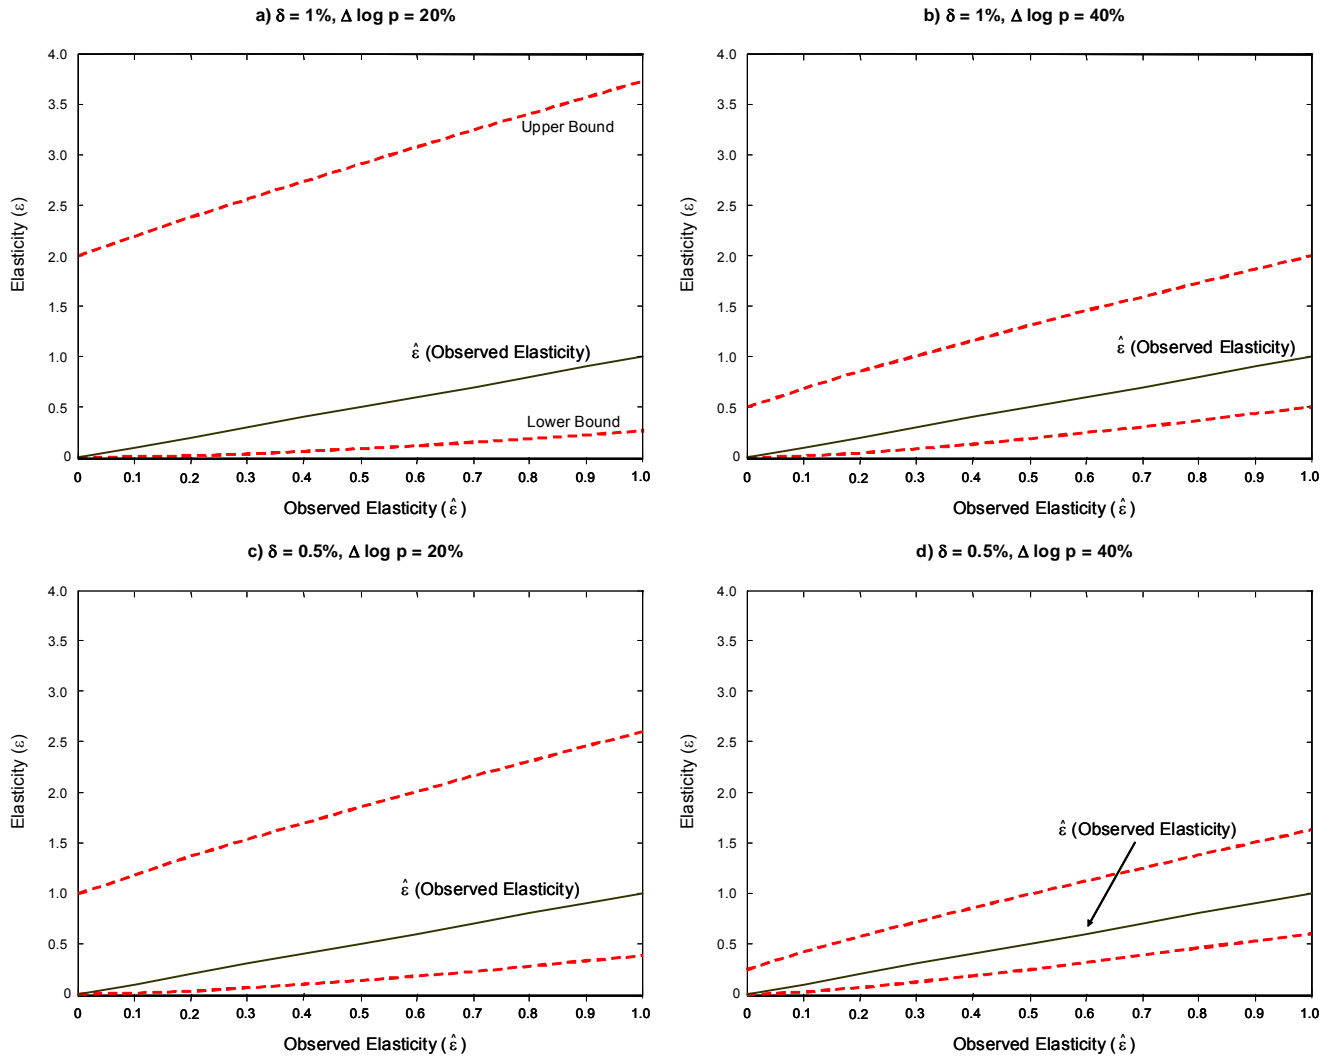 a) δ = 1%, Δ log p = 20%
4.0
3.5
3.0
2.5
2.0
1.5
1.0
0.5
0
Elasticity (ε)
Upper Bound
ε̂ (Observed Elasticity)
Lower Bound
0 0.1 0.2 0.3 0.4 0.5 0.6 0.7 0.8 0.9 1.0
Observed Elasticity (ε̂)
b) δ = 1%, Δ log p = 40%
4.0
3.5
3.0
2.5
2.0
1.5
1.0
0.5
0
Elasticity (ε)
ε̂ (Observed Elasticity)
0 0.1 0.2 0.3 0.4 0.5 0.6 0.7 0.8 0.9 1.0
Observed Elasticity (ε̂)
c) δ = 0.5%, Δ log p = 20%
4.0
3.5
3.0
2.5
2.0
1.5
1.0
0.5
0
Elasticity (ε)
ε̂ (Observed Elasticity)
0 0.1 0.2 0.3 0.4 0.5 0.6 0.7 0.8 0.9 1.0
Observed Elasticity (ε̂)
d) δ = 0.5%, Δ log p = 40%
4.0
3.5
3.0
2.5
2.0
1.5
1.0
0.5
0
Elasticity (ε)
ε̂ (Observed Elasticity)
0 0.1 0.2 0.3 0.4 0.5 0.6 0.7 0.8 0.9 1.0
Observed Elasticity (ε̂)